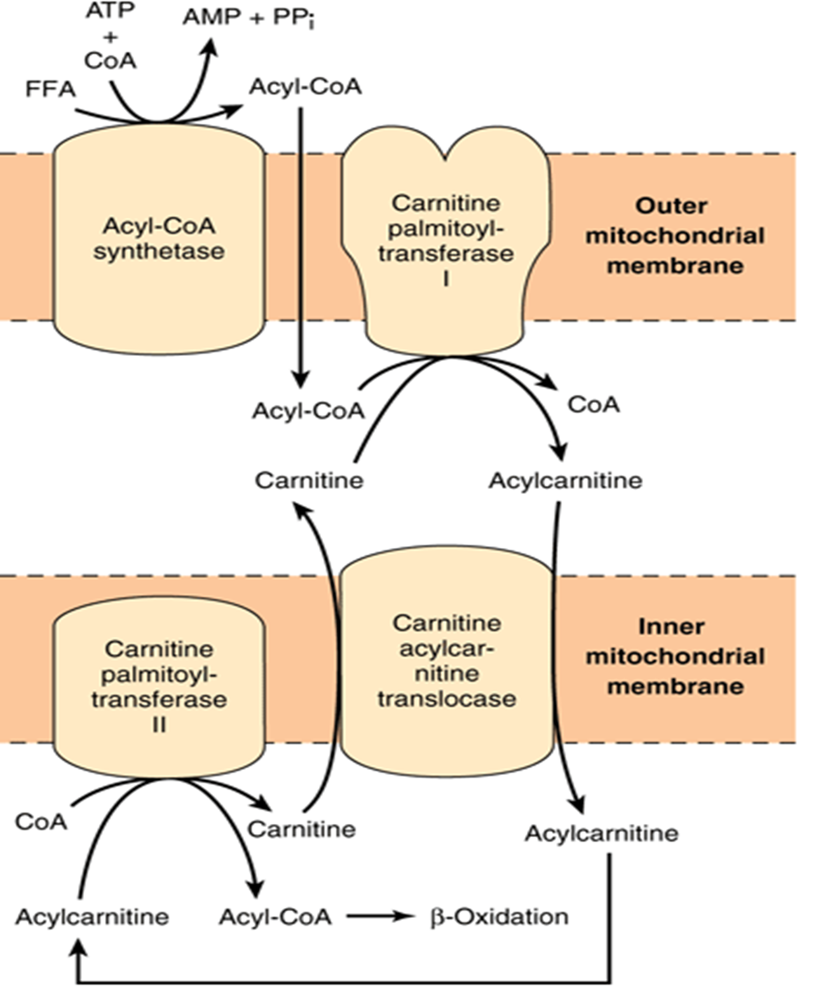 ATP
+
CoA
AMP + PPi
FFA
Acyl-CoA
Acyl-CoA
synthetase
Carnitine
palmitoyl-
transferase
I
Outer
mitochondrial
membrane
Acyl-CoA
CoA
Carnitine
Acylcarnitine
Carnitine
palmitoyl-
transferase
II
Carnitine
acylcar-
nitine
translocase
Inner
mitochondrial
membrane
CoA
Carnitine
Acylcarnitine
Acylcarnitine
Acyl-CoA
β-Oxidation